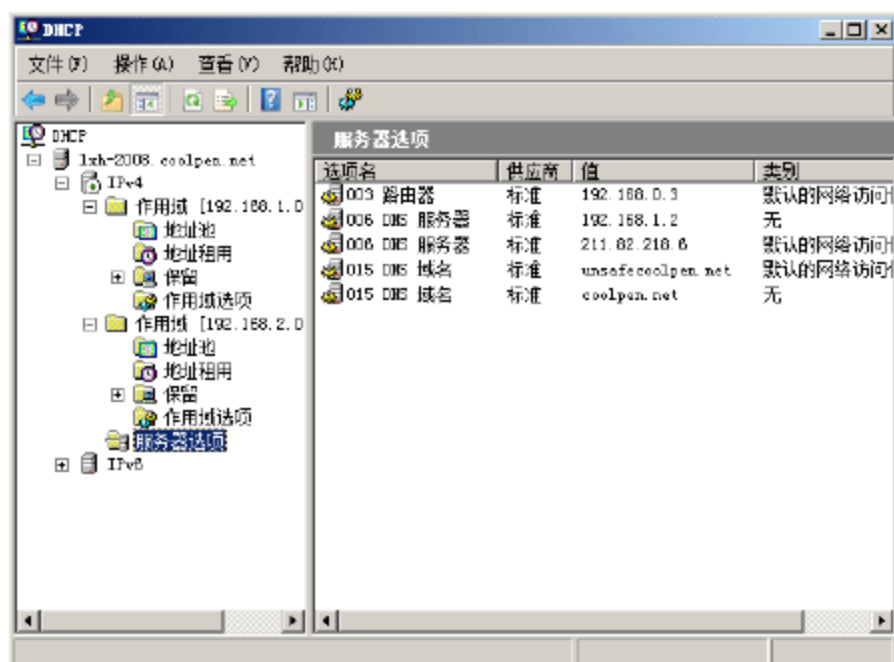 DHCP
文件(F) 操作(A) 查看(V) 帮助(H)
DHCP
lxh-2008.coolpen.net
IPv4
作用域 [192.168.1.0
地址池
地址租用
保留
作用域选项
作用域 [192.168.2.0
地址池
地址租用
保留
作用域选项
服务器选项
IPv6
服务器选项
选项名 供应商 值 类别
003 路由器 标准 192.168.0.3 默认的网络访问
006 DNS 服务器 标准 192.168.1.2 无
006 DNS 服务器 标准 211.82.218.6 默认的网络访问
015 DNS 域名 标准 unsafecoolpen.net 默认的网络访问
015 DNS 域名 标准 coolpen.net 无